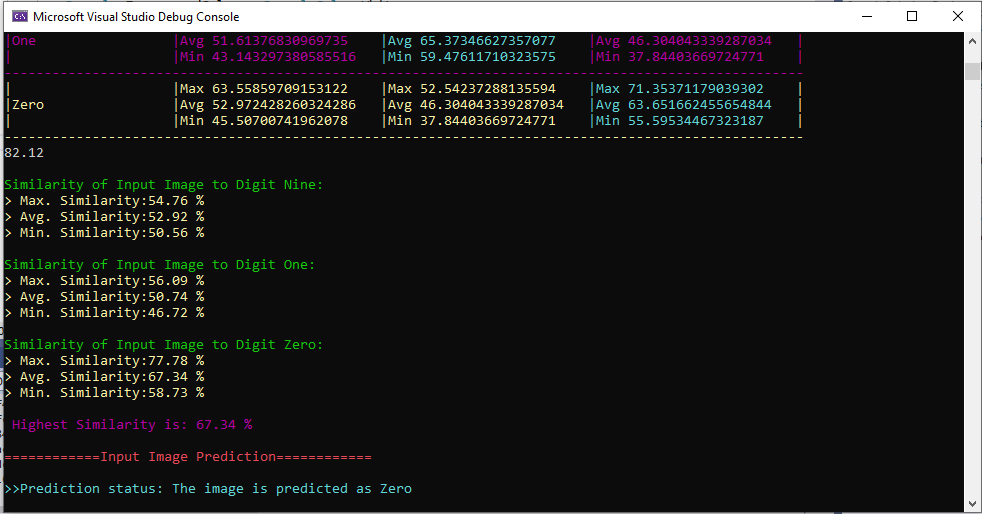 Microsoft Visual Studio Debug Console
|One |Avg 51.61376830969735 |Avg 65.37346627357077 |Avg 46.304043339287034 |
| |Min 43.143297380585516 |Min 59.47611710323575 |Min 37.84403669724771 |
| |Max 63.55859709153122 |Max 52.54237288135594 |Max 71.35371179039302 |
|Zero |Avg 52.972428260324286 |Avg 46.304043339287034 |Avg 63.651662455654844 |
| |Min 45.50700741962078 |Min 37.84403669724771 |Min 55.59534467323187 |
82.12
Similarity of Input Image to Digit Nine:
> Max. Similarity:54.76 %
> Avg. Similarity:52.92 %
> Min. Similarity:50.56 %
Similarity of Input Image to Digit One:
> Max. Similarity:56.09 %
> Avg. Similarity:50.74 %
> Min. Similarity:46.72 %
Similarity of Input Image to Digit Zero:
> Max. Similarity:77.78 %
> Avg. Similarity:67.34 %
> Min. Similarity:58.73 %
Highest Similarity is: 67.34 %
============Input Image Prediction============
>>Prediction status: The image is predicted as Zero